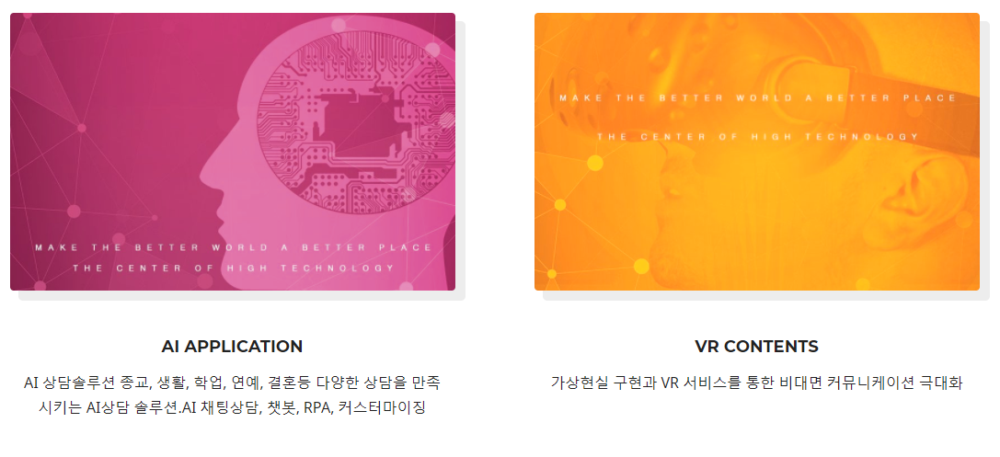 MAKE THE BETTER WORLD A BETTER PLACE
THE CENTER OF HIGH TECHNOLOGY
AI APPLICATION
AI 상담솔루션 종교, 생활, 학업, 연예, 결혼등 다양한 상담을 만족
시키는 AI상담 솔루션.AI 채팅상담, 챗봇, RPA, 커스터마이징
MAKE THE BETTER WORLD A BETTER PLACE
THE CENTER OF HIGH TECHNOLOGY
VR CONTENTS
가상현실 구현과 VR 서비스를 통한 비대면 커뮤니케이션 극대화